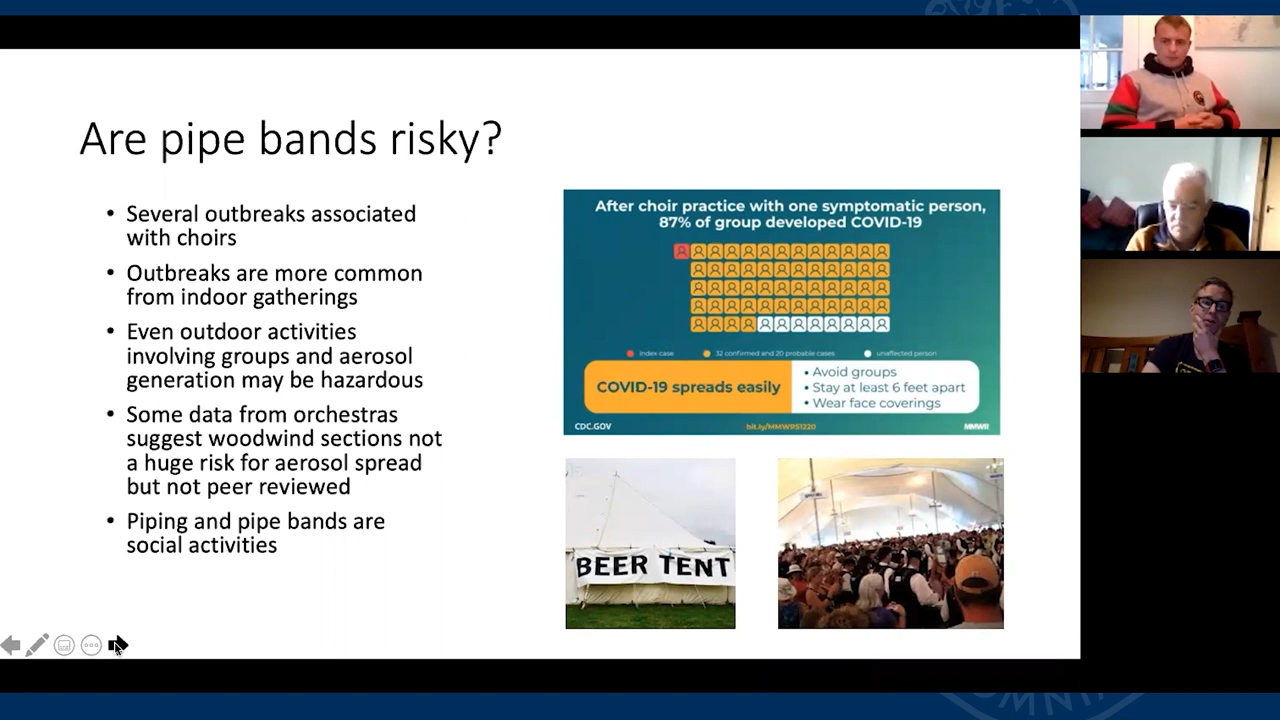 Are pipe bands risky?
• Several outbreaks associated
with choirs
• Outbreaks are more common
from indoor gatherings
• Even outdoor activities
involving groups and aerosol
generation may be hazardous
• Some data from orchestras
suggest woodwind sections not
a huge risk for aerosol spread
but not peer reviewed
• Piping and pipe bands are
social activities
After choir practice with one symptomatic person,
87% of group developed COVID-19
index case
32 confirmed and 20 probable cases
unaffected person
COVID-19 spreads easily
• Avoid groups
• Stay at least 6 feet apart
• Wear face coverings
CDC.GOV
bit.ly/MMWR51220
MMWR
BEER TENT